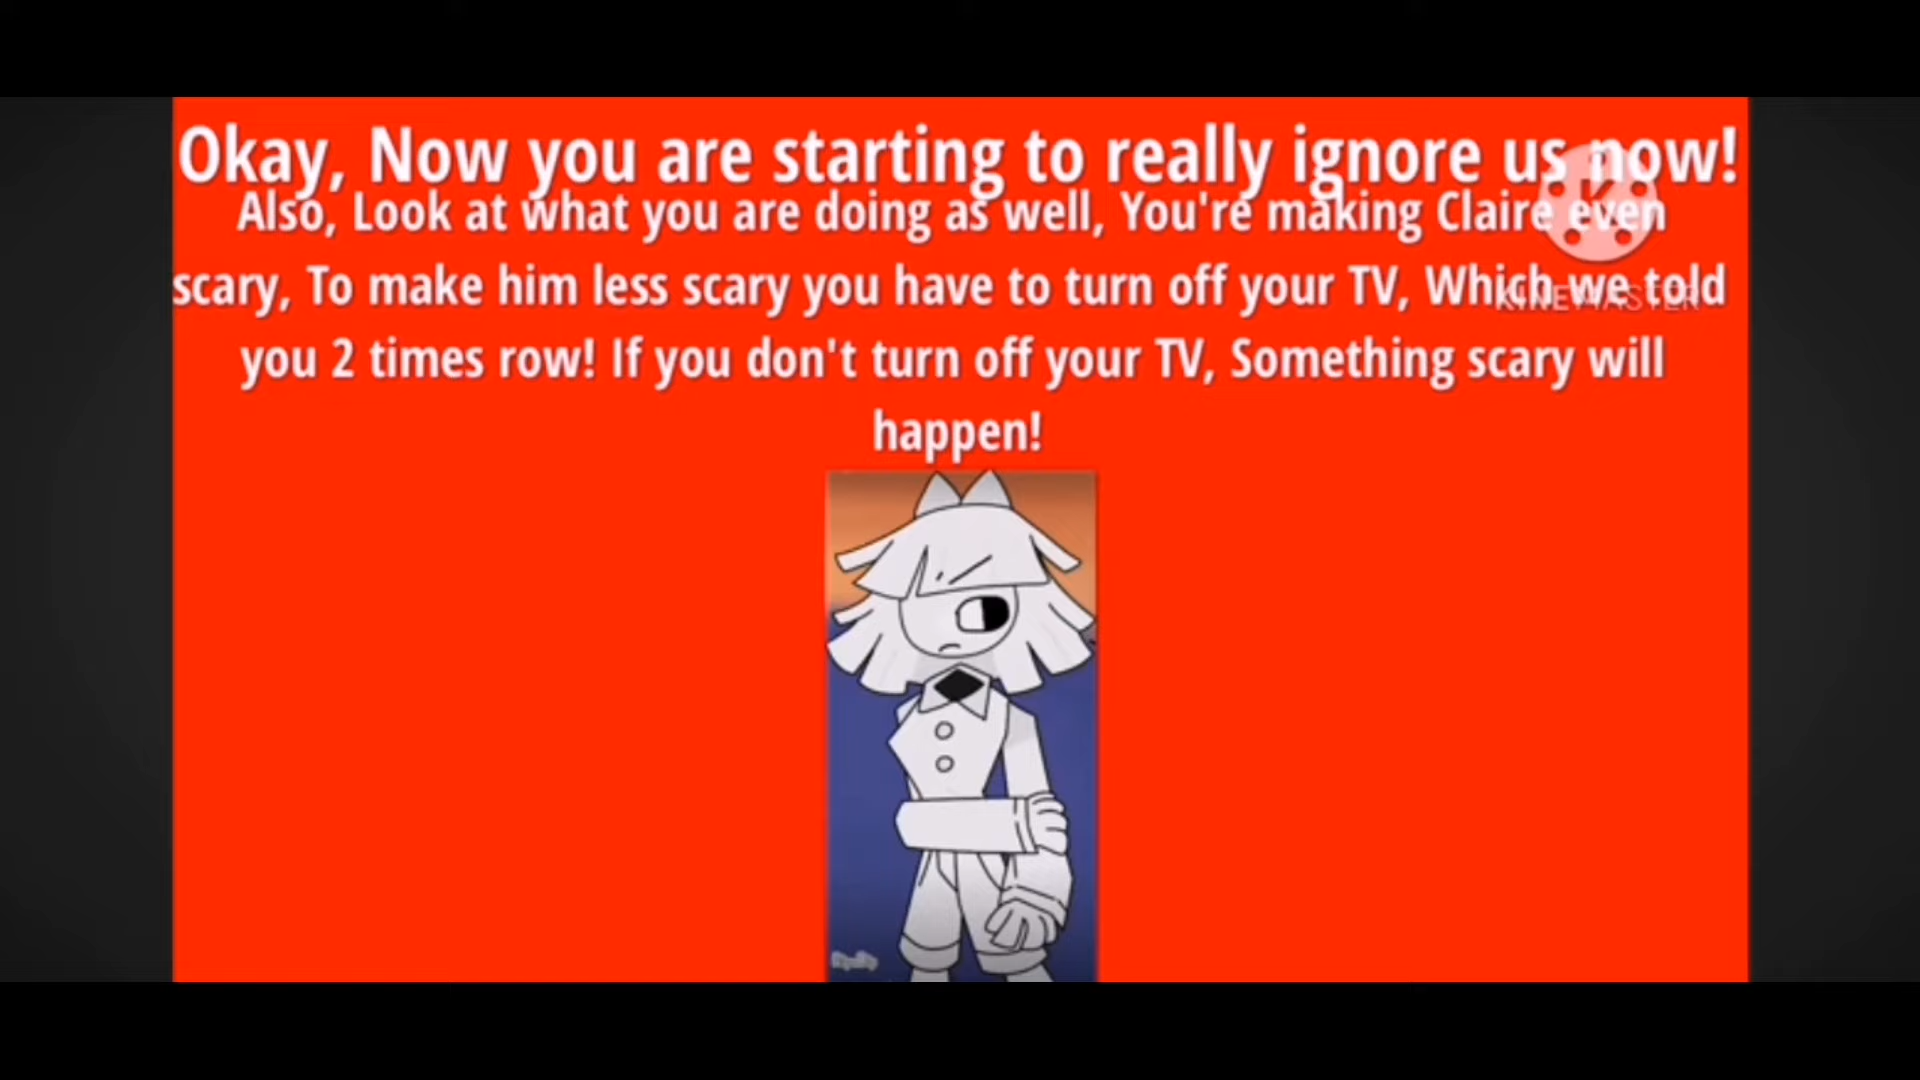 Okay, Now you are starting to really ignore us now!
Also, Look at what you are doing as well, You're making Claire even
scary, To make him less scary you have to turn off your TV, Which we told
you 2 times row! If you don't turn off your TV, Something scary will
happen!
KINEMASTER